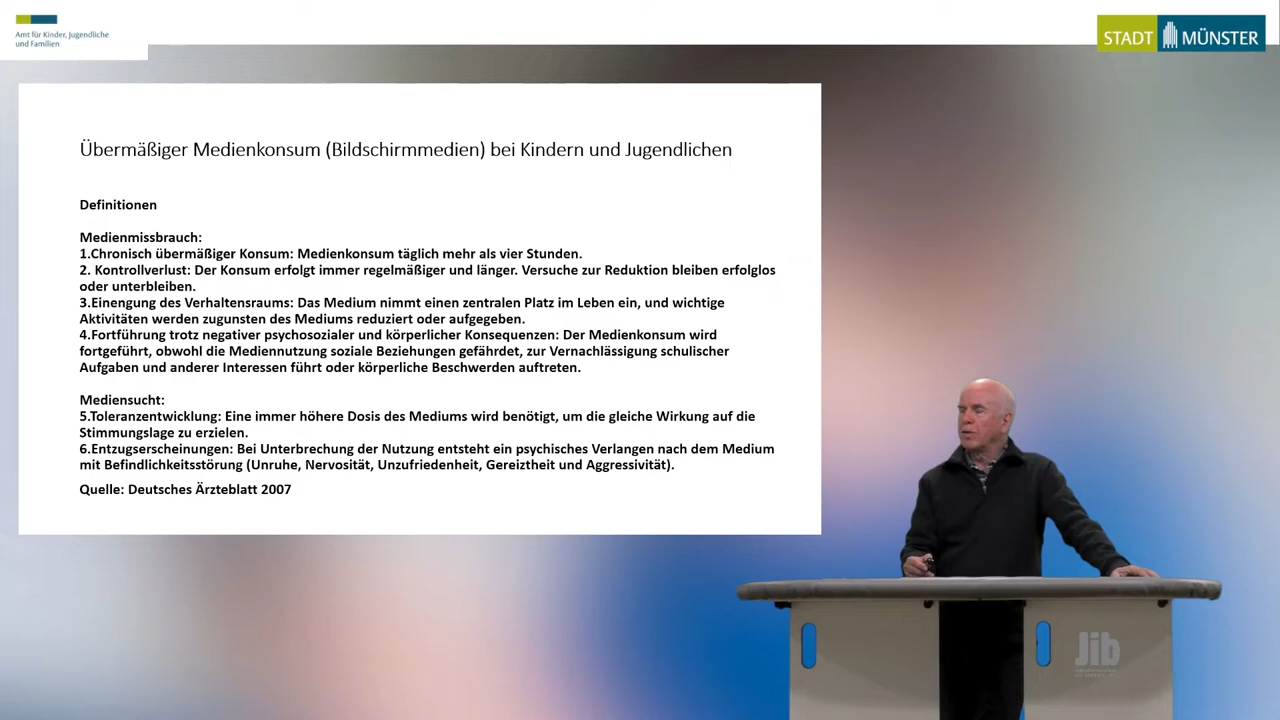 Amt für Kinder, Jugendliche
und Familien
STADT MÜNSTER
Übermäßiger Medienkonsum (Bildschirmmedien) bei Kindern und Jugendlichen
Definitionen
Medienmissbrauch:
1.Chronisch übermäßiger Konsum: Medienkonsum täglich mehr als vier Stunden.
2. Kontrollverlust: Der Konsum erfolgt immer regelmäßiger und länger. Versuche zur Reduktion bleiben erfolglos
oder unterbleiben.
3.Einengung des Verhaltensraums: Das Medium nimmt einen zentralen Platz im Leben ein, und wichtige
Aktivitäten werden zugunsten des Mediums reduziert oder aufgegeben.
4.Fortführung trotz negativer psychosozialer und körperlicher Konsequenzen: Der Medienkonsum wird
fortgeführt, obwohl die Mediennutzung soziale Beziehungen gefährdet, zur Vernachlässigung schulischer
Aufgaben und anderer Interessen führt oder körperliche Beschwerden auftreten.
Mediensucht:
5.Toleranzentwicklung: Eine immer höhere Dosis des Mediums wird benötigt, um die gleiche Wirkung auf die
Stimmungslage zu erzielen.
6.Entzugserscheinungen: Bei Unterbrechung der Nutzung entsteht ein psychisches Verlangen nach dem Medium
mit Befindlichkeitsstörung (Unruhe, Nervosität, Unzufriedenheit, Gereiztheit und Aggressivität).
Quelle: Deutsches Ärzteblatt 2007
Jib